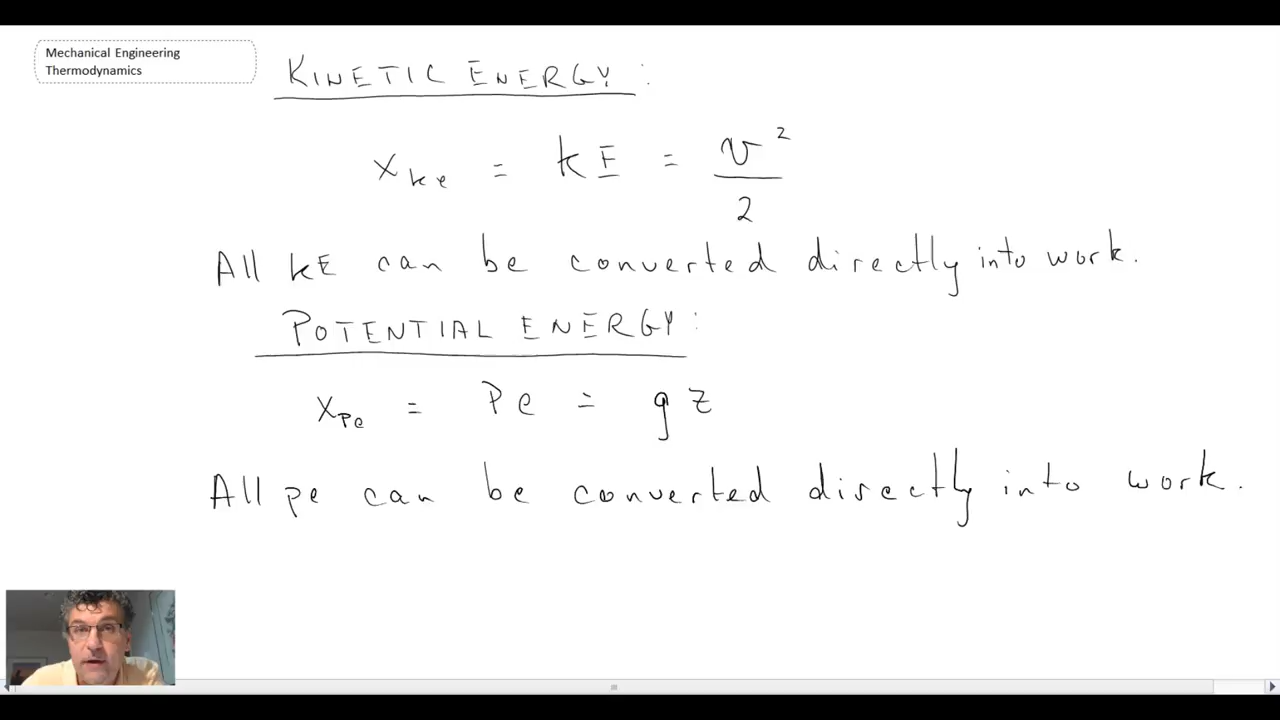 Mechanical Engineering
Thermodynamics
KINETIC ENERGY:
x_ke = kE = v²/2
All kE can be converted directly into work.
POTENTIAL ENERGY:
x_Pe = Pe = gz
All pe can be converted directly into work.